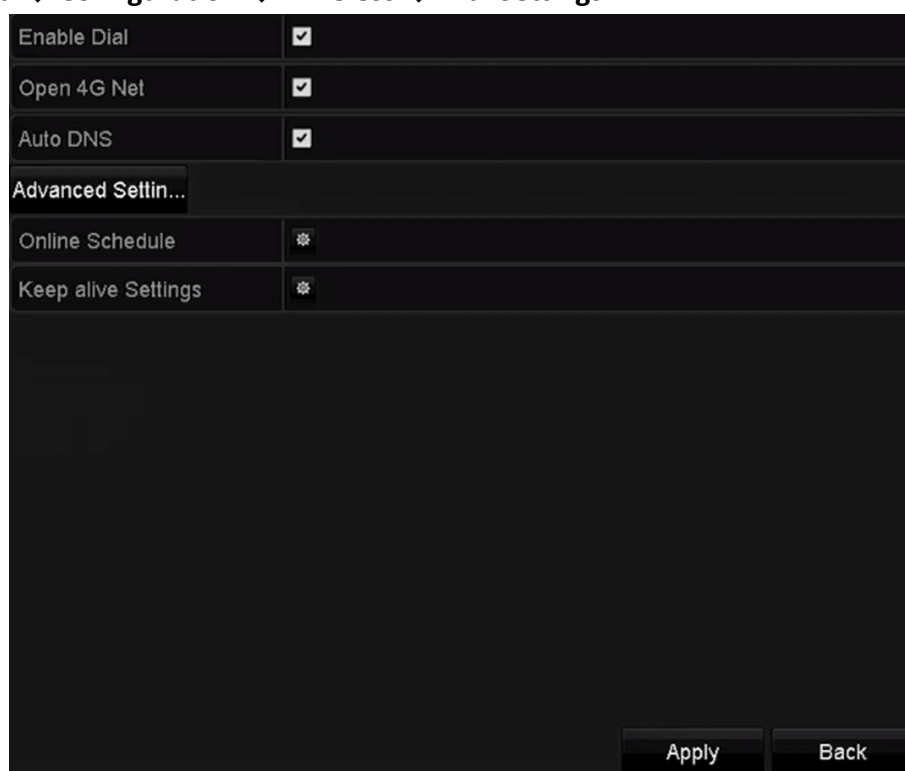 Enable Dial
Open 4G Net
Auto DNS
Advanced Settin...
Online Schedule
Keep alive Settings
Apply Back